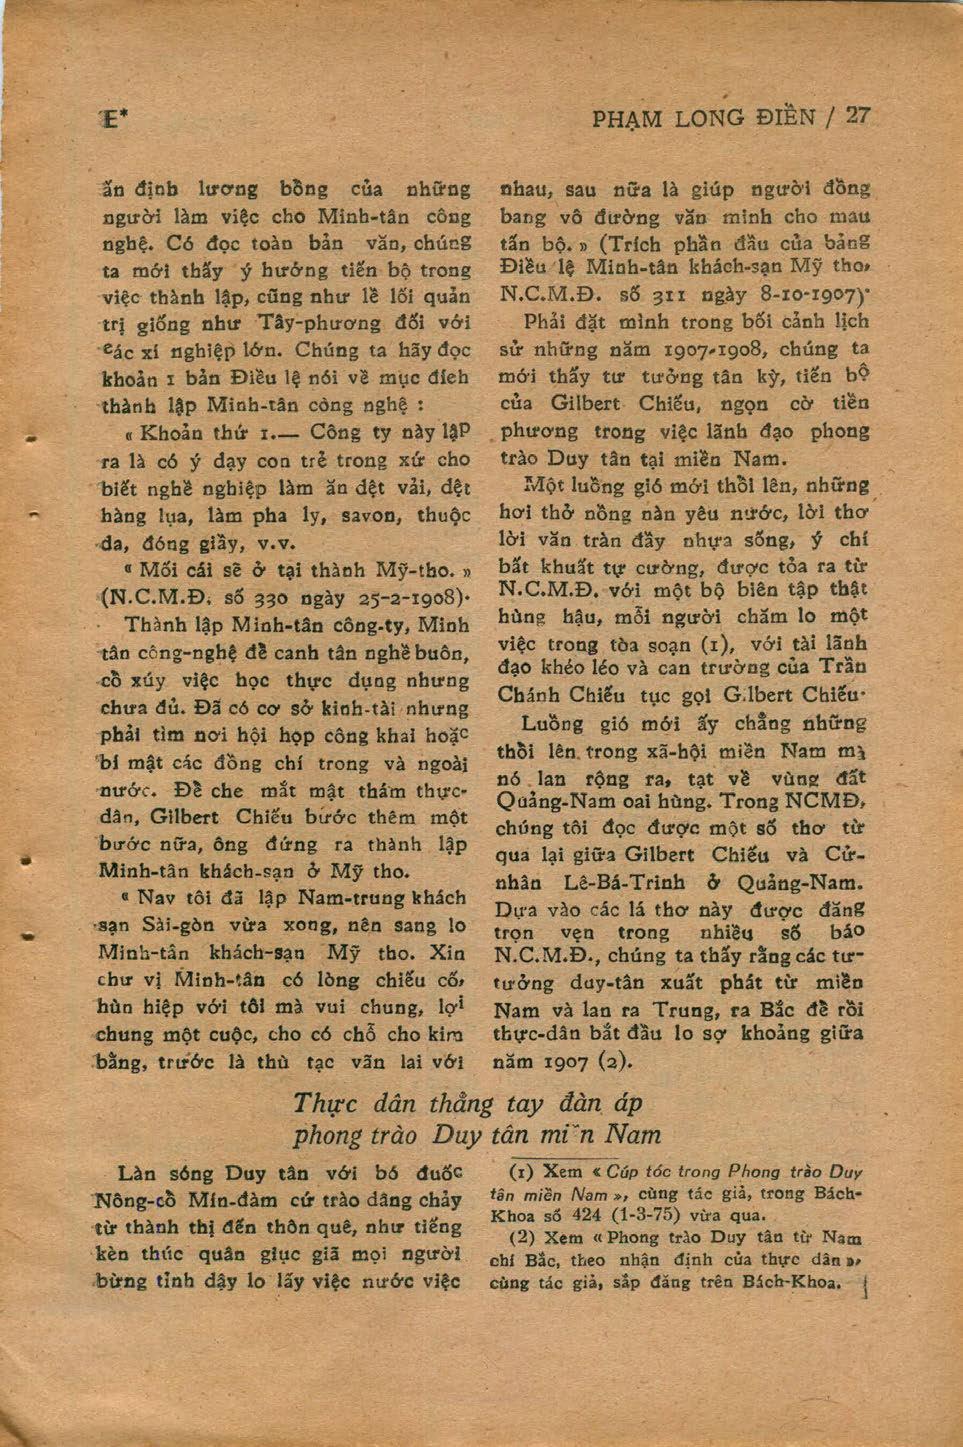 E*
PHẠM LONG ĐIỀN / 27
ấn định lương bổng của những
người làm việc cho Minh-tân công
nghệ. Có đọc toàn bản văn, chúng
ta mới thấy ý hướng tiến bộ trong
việc thành lập, cũng như lề lối quản
trị giống như Tây-phương đối với
các xí nghiệp lớn. Chúng ta hãy đọc
khoản 1 bản Điều lệ nói về mục đích
thành lập Minh-tân công nghệ :
« Khoản thứ 1.— Công ty này lập
ra là có ý dạy con trẻ trong xứ cho
biết nghề nghiệp làm ăn dệt vải, dệt
hàng lụa, làm pha ly, savon, thuộc
da, đóng giầy, v.v.
« Mối cái sẽ ở tại thành Mỹ-tho. »
(N.C.M.Đ. số 330 ngày 25-2-1908).
Thành lập Minh-tân công-ty, Minh
tân công-nghệ để canh tân nghề buôn,
cổ xúy việc học thực dụng nhưng
chưa đủ. Đã có cơ sở kinh-tài nhưng
phải tìm nơi hội họp công khai hoặc
bí mật các đồng chí trong và ngoài
nước. Để che mắt mật thám thực-
dân, Gilbert Chiếu bước thêm một
bước nữa, ông đứng ra thành lập
Minh-tân khách-sạn ở Mỹ tho.
« Nay tôi đã lập Nam-trung khách
sạn Sài-gòn vừa xong, nên sang lo
Minh-tân khách-sạn Mỹ tho. Xin
chư vị Minh-tân có lòng chiếu cố,
hùn hiệp với tôi mà vui chung, lợi
chung một cuộc, cho có chỗ cho kim
bằng, trước là thù tạc vãn lai với
nhau, sau nữa là giúp người đồng
bang vô đường văn minh cho mau
tấn bộ. » (Trích phần đầu của bảng
Điều lệ Minh-tân khách-sạn Mỹ tho,
N.C.M.Đ. số 311 ngày 8-10-1907).
Phải đặt mình trong bối cảnh lịch
sử những năm 1907-1908, chúng ta
mới thấy tư tưởng tân kỳ, tiến bộ
của Gilbert Chiếu, ngọn cờ tiền
phương trong việc lãnh đạo phong
trào Duy tân tại miền Nam.
Một luồng gió mới thổi lên, những
hơi thở nồng nàn yêu nước, lời thơ
lời văn tràn đầy nhựa sống, ý chí
bất khuất tự cường, được tỏa ra từ
N.C.M.Đ. với một bộ biên tập thật
hùng hậu, mỗi người chăm lo một
việc trong tòa soạn (1), với tài lãnh
đạo khéo léo và can trường của Trần
Chánh Chiếu tục gọi G.lbert Chiếu.
Luồng gió mới ấy chẳng những
thổi lên trong xã-hội miền Nam mà
nó lan rộng ra, tạt về vùng đất
Quảng-Nam oai hùng. Trong NCMĐ,
chúng tôi đọc được một số thơ từ
qua lại giữa Gilbert Chiếu và Cử-
nhân Lê-Bá-Trinh ở Quảng-Nam.
Dựa vào các lá thơ này được đăng
trọn vẹn trong nhiều số báo
N.C.M.Đ., chúng ta thấy rằng các tư-
tưởng duy-tân xuất phát từ miền
Nam và lan ra Trung, ra Bắc để rồi
thực-dân bắt đầu lo sợ khoảng giữa
năm 1907 (2).
Thực dân thẳng tay đàn áp
phong trào Duy tân mi˜n Nam
Làn sóng Duy tân với bó đuốc
Nông-cổ Mín-đàm cứ trào dâng chảy
từ thành thị đến thôn quê, như tiếng
kèn thúc quân giục giã mọi người
bừng tỉnh dậy lo lấy việc nước việc
(1) Xem « Cúp tóc trong Phong trào Duy
tân miền Nam », cùng tác giả, trong Bách-
Khoa số 424 (1-3-75) vừa qua.
(2) Xem « Phong trào Duy tân từ Nam
chí Bắc, theo nhận định của thực dân »,
cùng tác giả, sắp đăng trên Bách-Khoa.